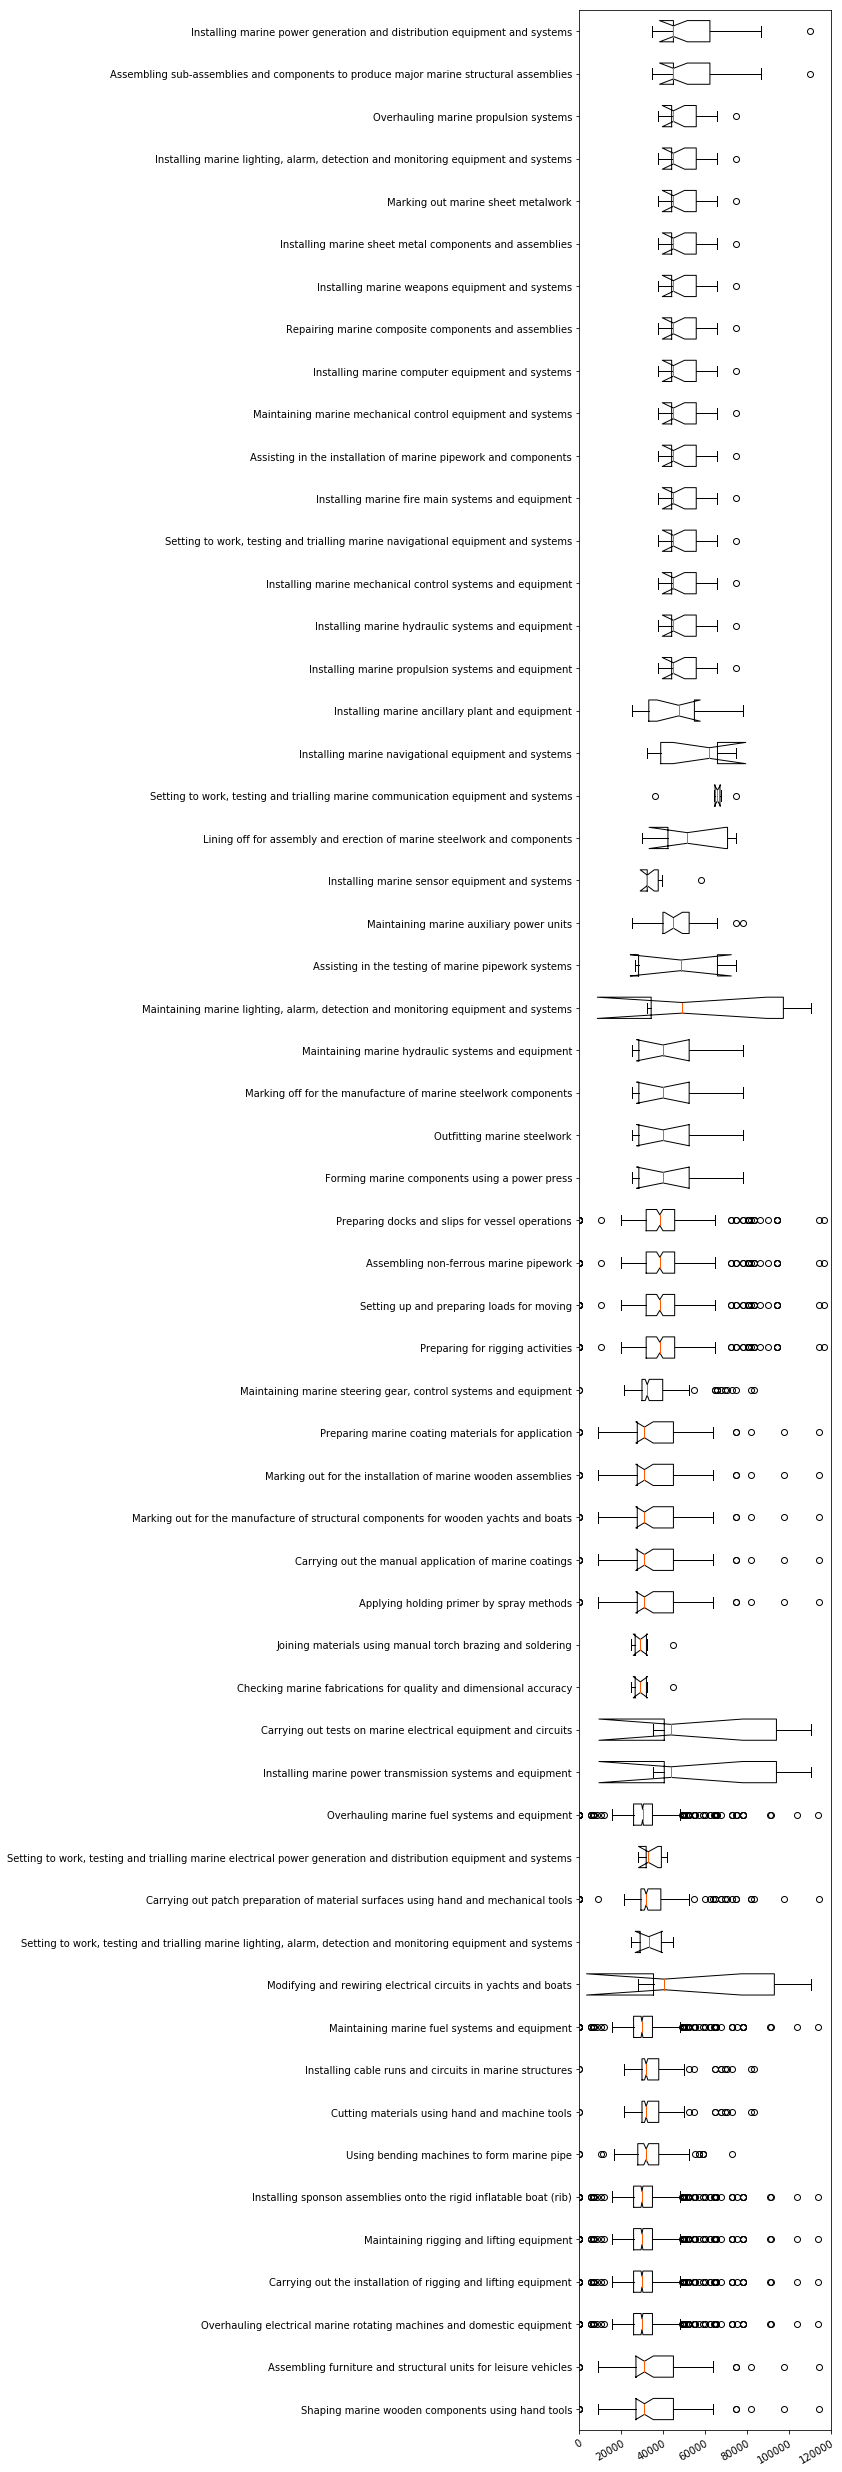 Installing marine power generation and distribution equipment and systems
Assembling sub-assemblies and components to produce major marine structural assemblies
Overhauling marine propulsion systems
Installing marine lighting, alarm, detection and monitoring equipment and systems
Marking out marine sheet metalwork
Installing marine sheet metal components and assemblies
Installing marine weapons equipment and systems
Repairing marine composite components and assemblies
Installing marine computer equipment and systems
Maintaining marine mechanical control equipment and systems
Assisting in the installation of marine pipework and components
Installing marine fire main systems and equipment
Setting to work, testing and trialling marine navigational equipment and systems
Installing marine mechanical control systems and equipment
Installing marine hydraulic systems and equipment
Installing marine propulsion systems and equipment
Installing marine ancillary plant and equipment
Installing marine navigational equipment and systems
Setting to work, testing and trialling marine communication equipment and systems
Lining off for assembly and erection of marine steelwork and components
Installing marine sensor equipment and systems
Maintaining marine auxiliary power units
Assisting in the testing of marine pipework systems
Maintaining marine lighting, alarm, detection and monitoring equipment and systems
Maintaining marine hydraulic systems and equipment
Marking off for the manufacture of marine steelwork components
Outfitting marine steelwork
Forming marine components using a power press
Preparing docks and slips for vessel operations
Assembling non-ferrous marine pipework
Setting up and preparing loads for moving
Preparing for rigging activities
Maintaining marine steering gear, control systems and equipment
Preparing marine coating materials for application
Marking out for the installation of marine wooden assemblies
Marking out for the manufacture of structural components for wooden yachts and boats
Carrying out the manual application of marine coatings
Applying holding primer by spray methods
Joining materials using manual torch brazing and soldering
Checking marine fabrications for quality and dimensional accuracy
Carrying out tests on marine electrical equipment and circuits
Installing marine power transmission systems and equipment
Overhauling marine fuel systems and equipment
Setting to work, testing and trialling marine electrical power generation and distribution equipment and systems
Carrying out patch preparation of material surfaces using hand and mechanical tools
Setting to work, testing and trialling marine lighting, alarm, detection and monitoring equipment and systems
Modifying and rewiring electrical circuits in yachts and boats
Maintaining marine fuel systems and equipment
Installing cable runs and circuits in marine structures
Cutting materials using hand and machine tools
Using bending machines to form marine pipe
Installing sponson assemblies onto the rigid inflatable boat (rib)
Maintaining rigging and lifting equipment
Carrying out the installation of rigging and lifting equipment
Overhauling electrical marine rotating machines and domestic equipment
Assembling furniture and structural units for leisure vehicles
Shaping marine wooden components using hand tools
0 20000 40000 60000 80000 100000 120000